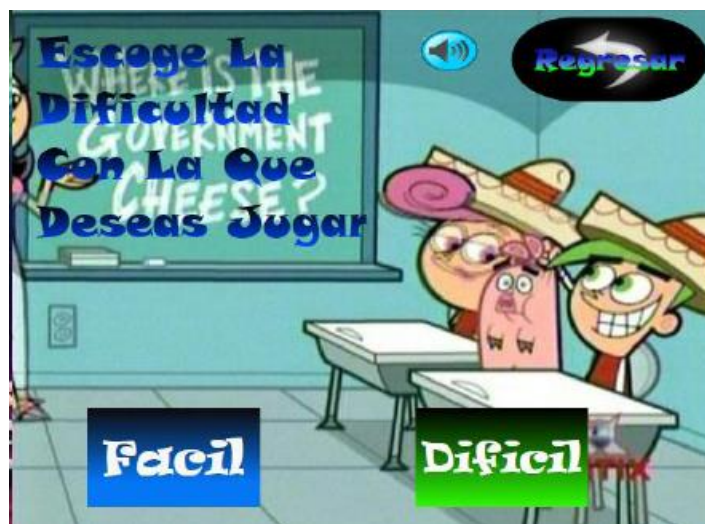 Escoge La
Dificultad
Con La Que
Deseas Jugar
WHERE IS THE
GOVERNMENT
CHEESE?
Regresar
Facil
Dificil